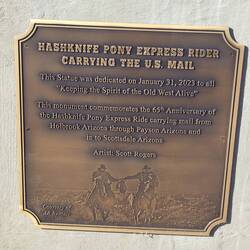 HASHKNIFE PONY EXPRESS RIDER
CARRYING THE U.S. MAIL
This Statue was dedicated on January 31, 2023 to all
"Keeping the Spirit of the Old West Alive"
This monument commemorates the 65th Anniversary of
the Hashknife Pony Express Ride carrying mail from
Holbrook Arizona through Payson Arizona and
in to Scottsdale Arizona
Artist: Scott Rogers